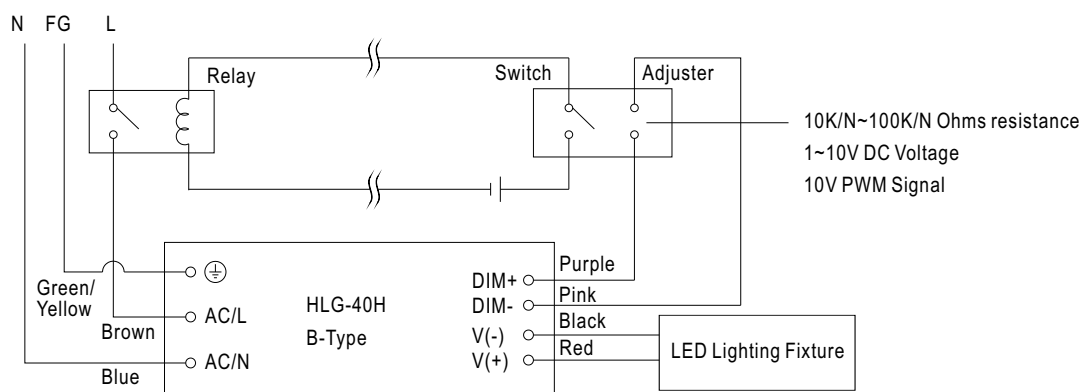 N FG L
Relay
Switch
Adjuster
10K/N~100K/N Ohms resistance
1~10V DC Voltage
10V PWM Signal
Green/
Yellow
Brown
Blue
AC/L
AC/N
HLG-40H
B-Type
DIM+
DIM-
V(-)
V(+)
Purple
Pink
Black
Red
LED Lighting Fixture